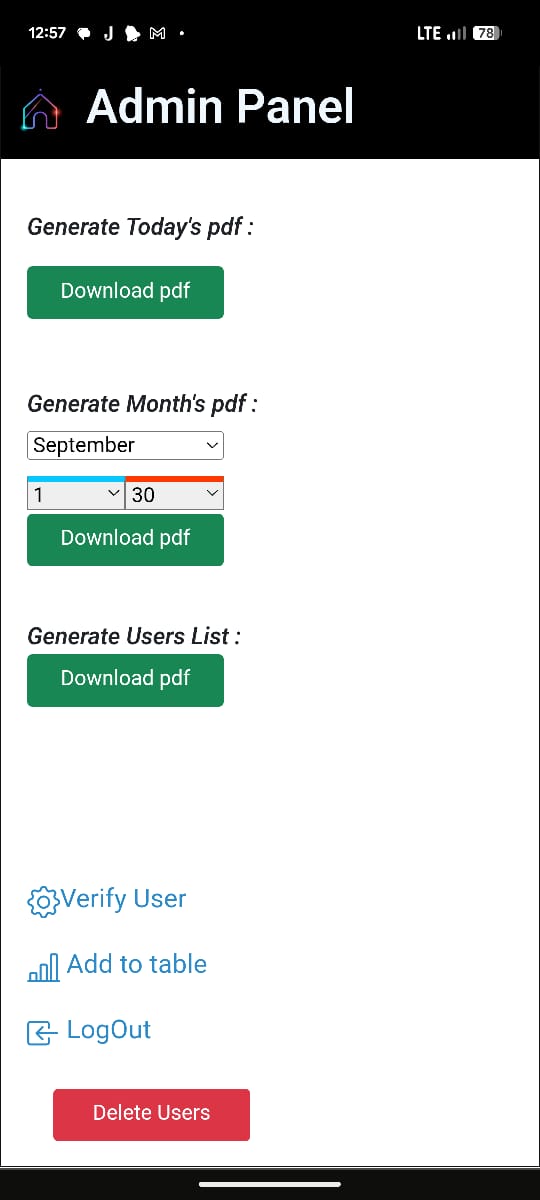 12:57 J M LTE 78
Admin Panel
Generate Today's pdf :
Download pdf
Generate Month's pdf :
September
1 30
Download pdf
Generate Users List :
Download pdf
Verify User
Add to table
LogOut
Delete Users